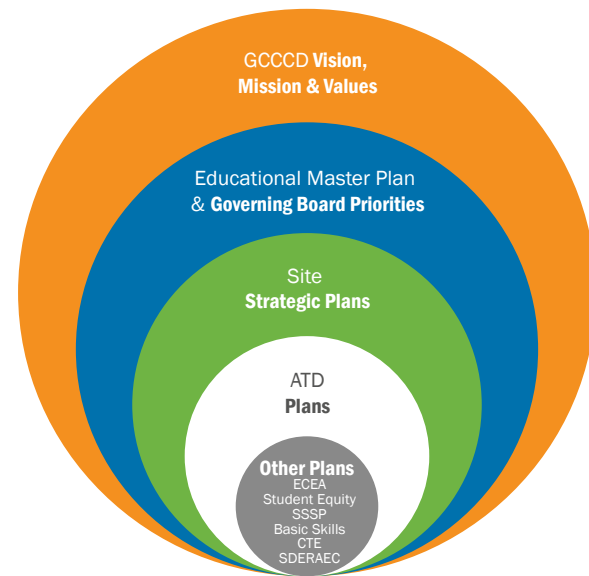 GCCCD Vision,
Mission & Values
Educational Master Plan
& Governing Board Priorities
Site
Strategic Plans
ATD
Plans
Other Plans
ECEA
Student Equity
SSSP
Basic Skills
CTE
SDERAEC